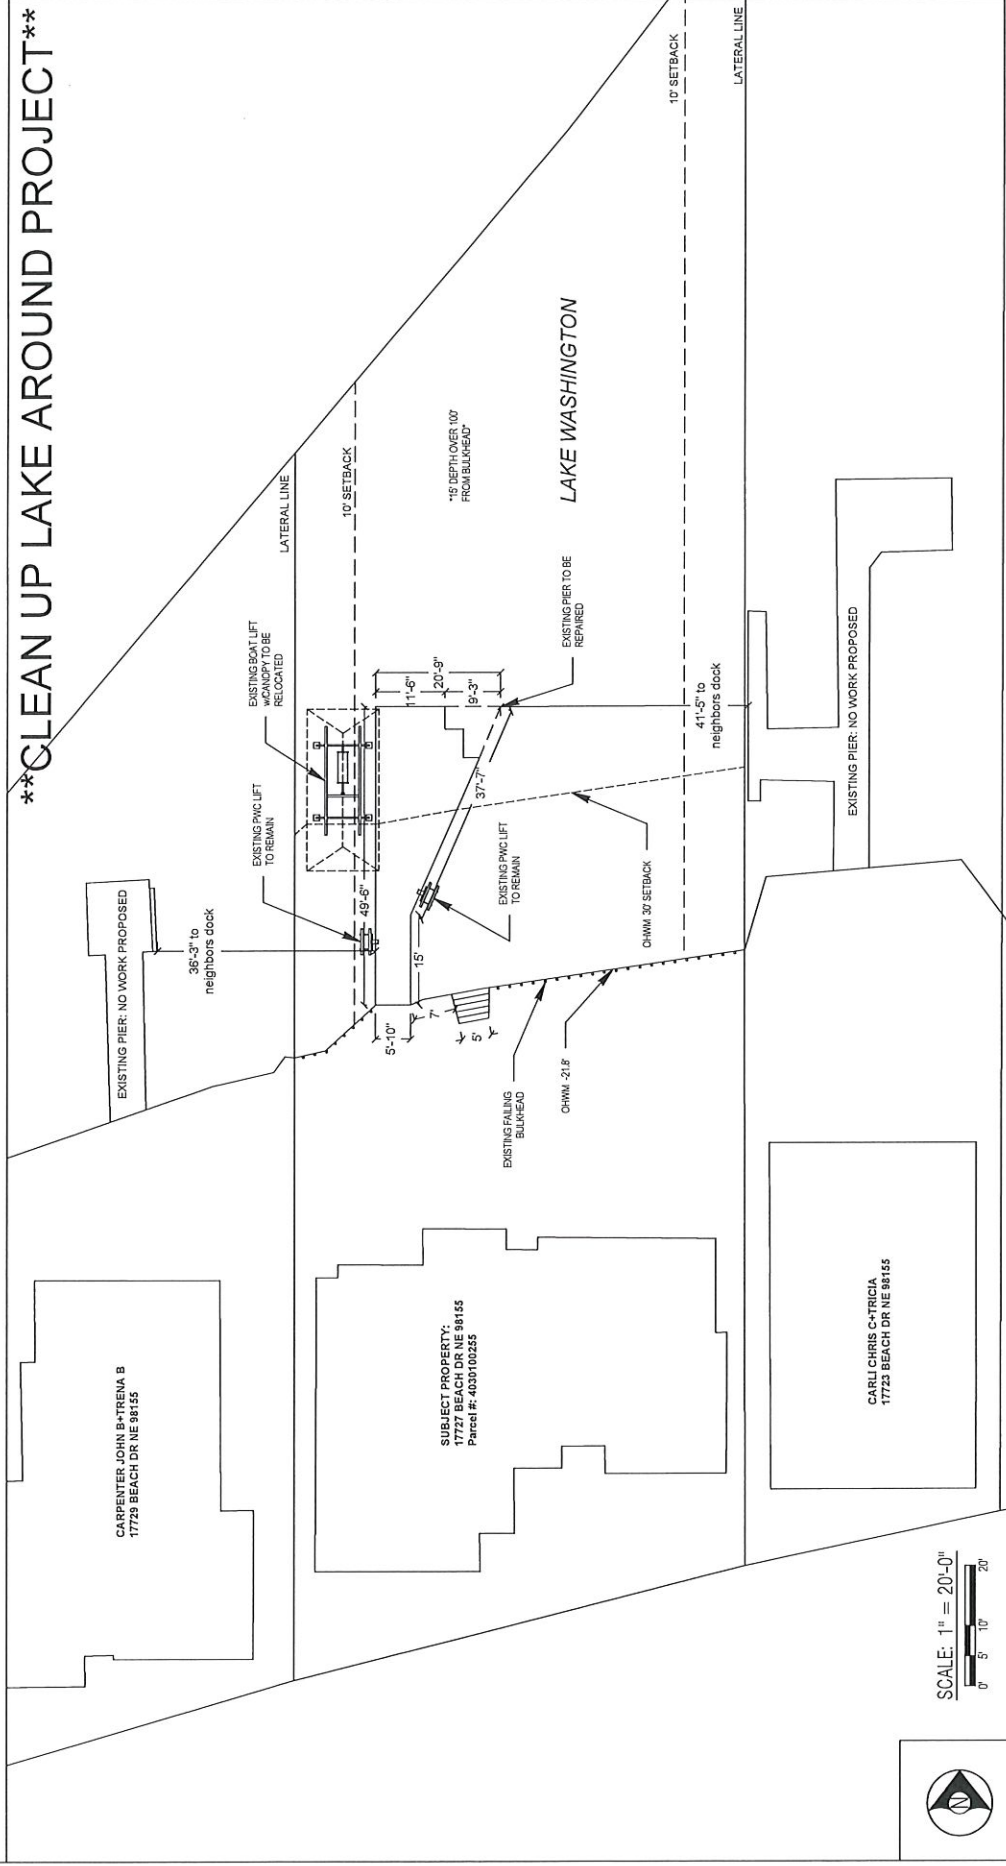 **CLEAN UP LAKE AROUND PROJECT**
EXISTING PIER: NO WORK PROPOSED
36'-3" to
neighbors dock
EXISTING PWC LIFT
TO REMAIN
EXISTING BOAT LIFT
w/CANOPY TO BE
RELOCATED
LATERAL LINE
10' SETBACK
10' SETBACK
LATERAL LINE
"15' DEPTH OVER 100'
FROM BULKHEAD"
LAKE WASHINGTON
49'-6"
11'-6"
20'-9"
9'-3"
37'-7"
15'
5'-10"
7'
5'
EXISTING PWC LIFT
TO REMAIN
EXISTING PIER TO BE
REPAIRED
41'-5" to
neighbors dock
OHWM 30' SETBACK
EXISTING FAILING
BULKHEAD
OHWM -21.8'
EXISTING PIER: NO WORK PROPOSED
CARPENTER JOHN B+TRENA B
17729 BEACH DR NE 98155
SUBJECT PROPERTY:
17727 BEACH DR NE 98155
Parcel #: 4030100255
CARLI CHRIS C+TRICIA
17723 BEACH DR NE 98155
SCALE: 1" = 20'-0"
0' 5' 10' 20'
N